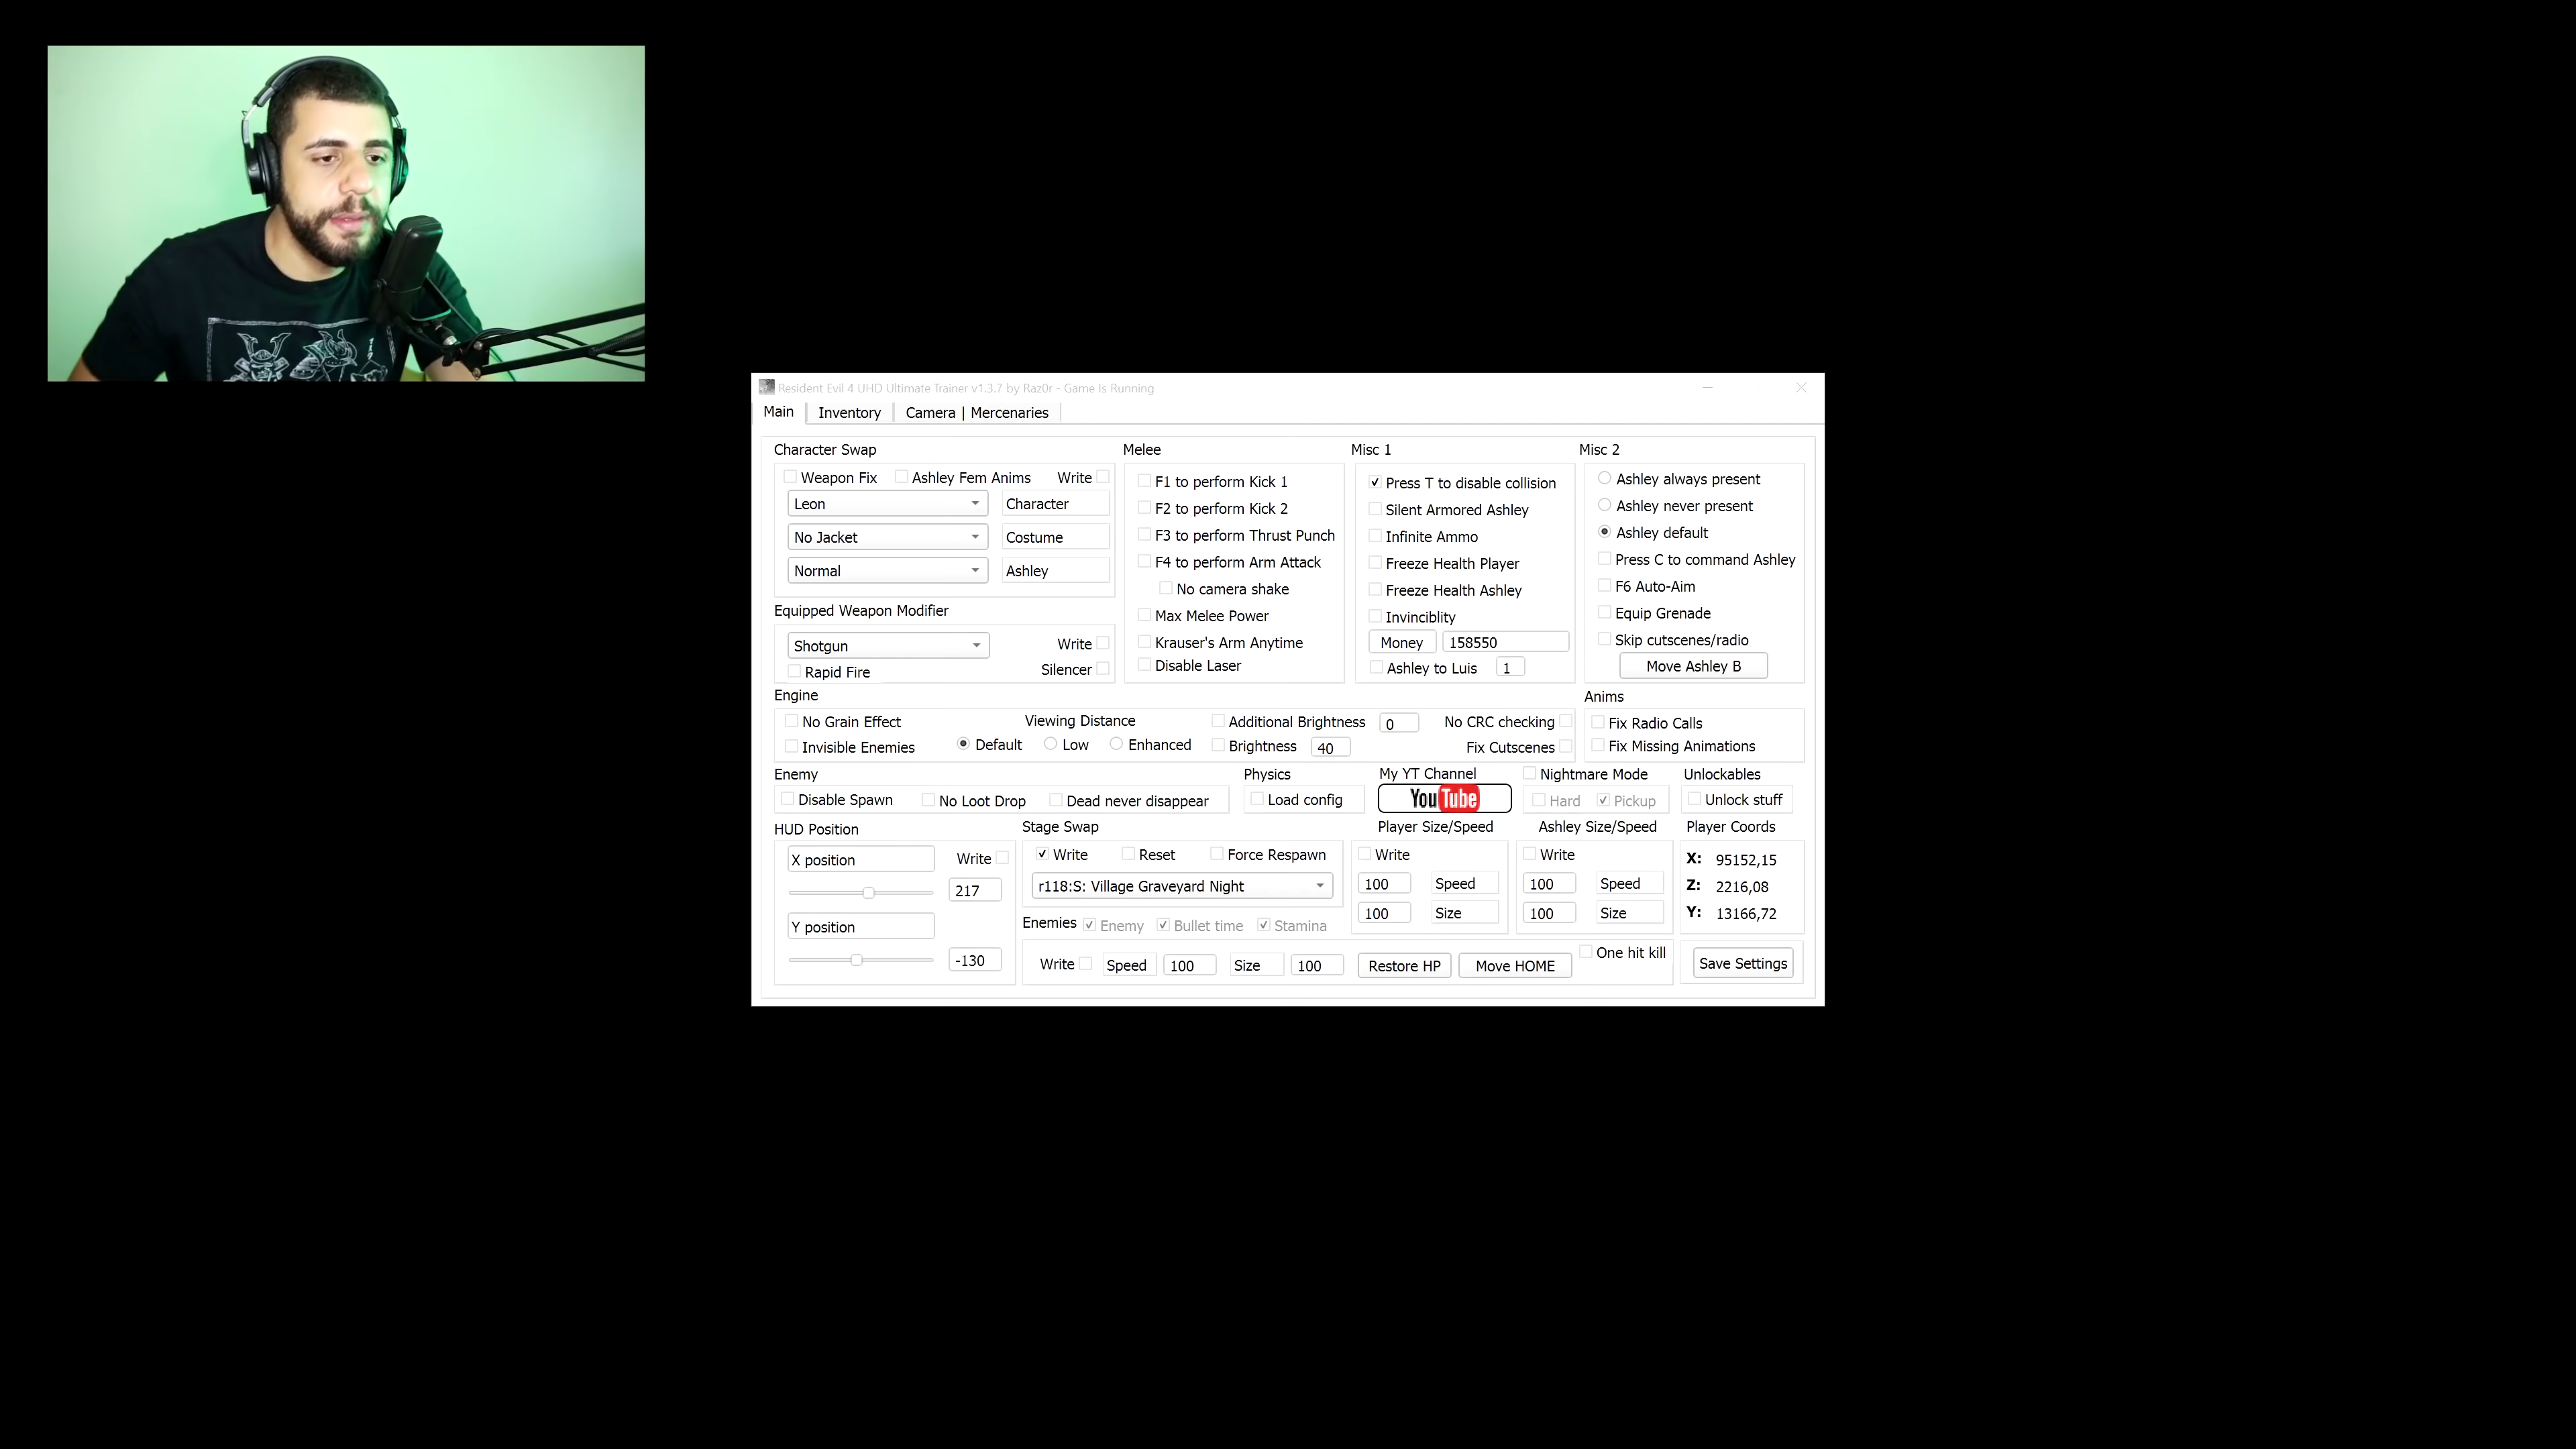 Resident Evil 4 UHD Ultimate Trainer v1.3.7 by Raz0r - Game Is Running
Main Inventory Camera | Mercenaries
Character Swap
Weapon Fix Ashley Fem Anims Write
Leon Character
No Jacket Costume
Normal Ashley
Equipped Weapon Modifier
Shotgun Write
Rapid Fire Silencer
Melee
F1 to perform Kick 1
F2 to perform Kick 2
F3 to perform Thrust Punch
F4 to perform Arm Attack
No camera shake
Max Melee Power
Krauser's Arm Anytime
Disable Laser
Misc 1
Press T to disable collision
Silent Armored Ashley
Infinite Ammo
Freeze Health Player
Freeze Health Ashley
Invinciblity
Money 158550
Ashley to Luis 1
Misc 2
Ashley always present
Ashley never present
Ashley default
Press C to command Ashley
F6 Auto-Aim
Equip Grenade
Skip cutscenes/radio
Move Ashley B
Engine
No Grain Effect Viewing Distance Additional Brightness 0 No CRC checking
Invisible Enemies Default Low Enhanced Brightness 40 Fix Cutscenes
Anims
Fix Radio Calls
Fix Missing Animations
Enemy
Disable Spawn No Loot Drop Dead never disappear
Physics
Load config
My YT Channel
YouTube
Nightmare Mode
Hard Pickup
Unlockables
Unlock stuff
HUD Position
X position Write
217
Y position
-130
Stage Swap
Write Reset Force Respawn
r118:S: Village Graveyard Night
Enemies Enemy Bullet time Stamina
Write Speed 100 Size 100 Restore HP Move HOME One hit kill
Player Size/Speed
Write
100 Speed
100 Size
Ashley Size/Speed
Write
100 Speed
100 Size
Player Coords
X: 95152,15
Z: 2216,08
Y: 13166,72
Save Settings